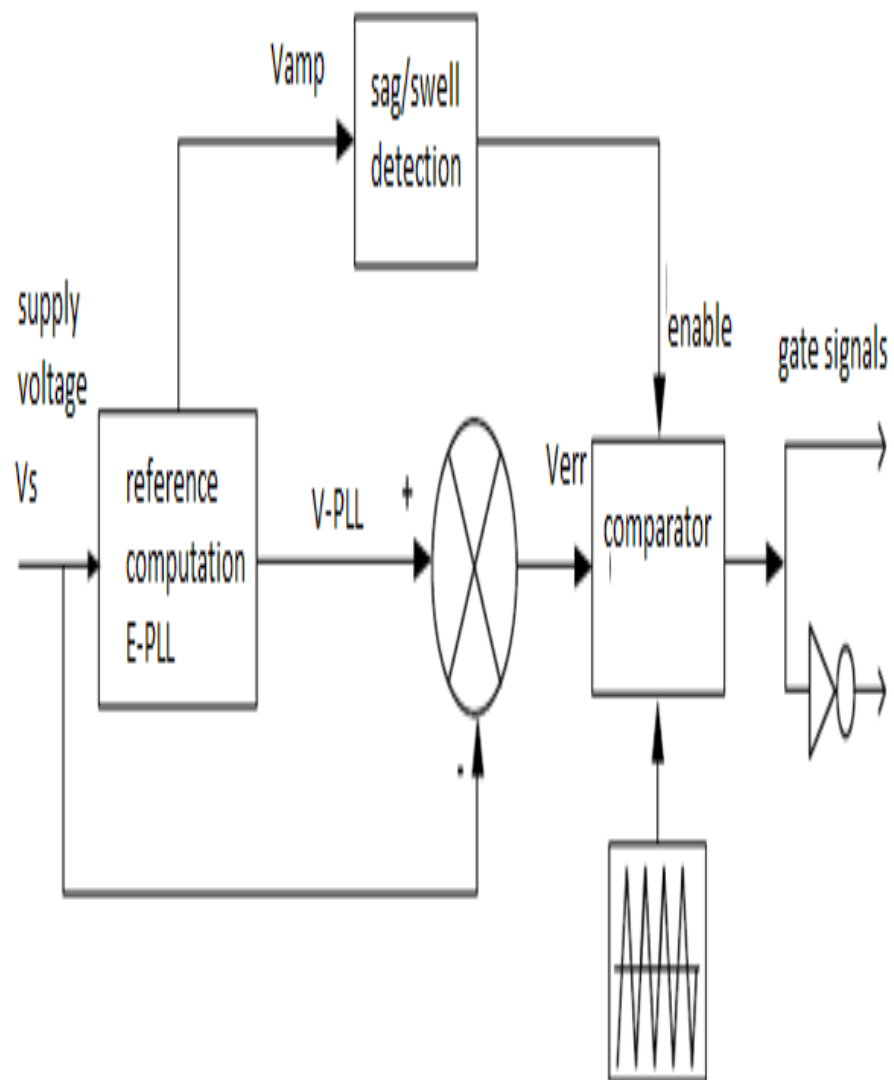 Vamp
sag/swell
detection
supply
voltage
Vs
enable
gate signals
reference
computation
E-PLL
V-PLL
+
-
Verr
comparator